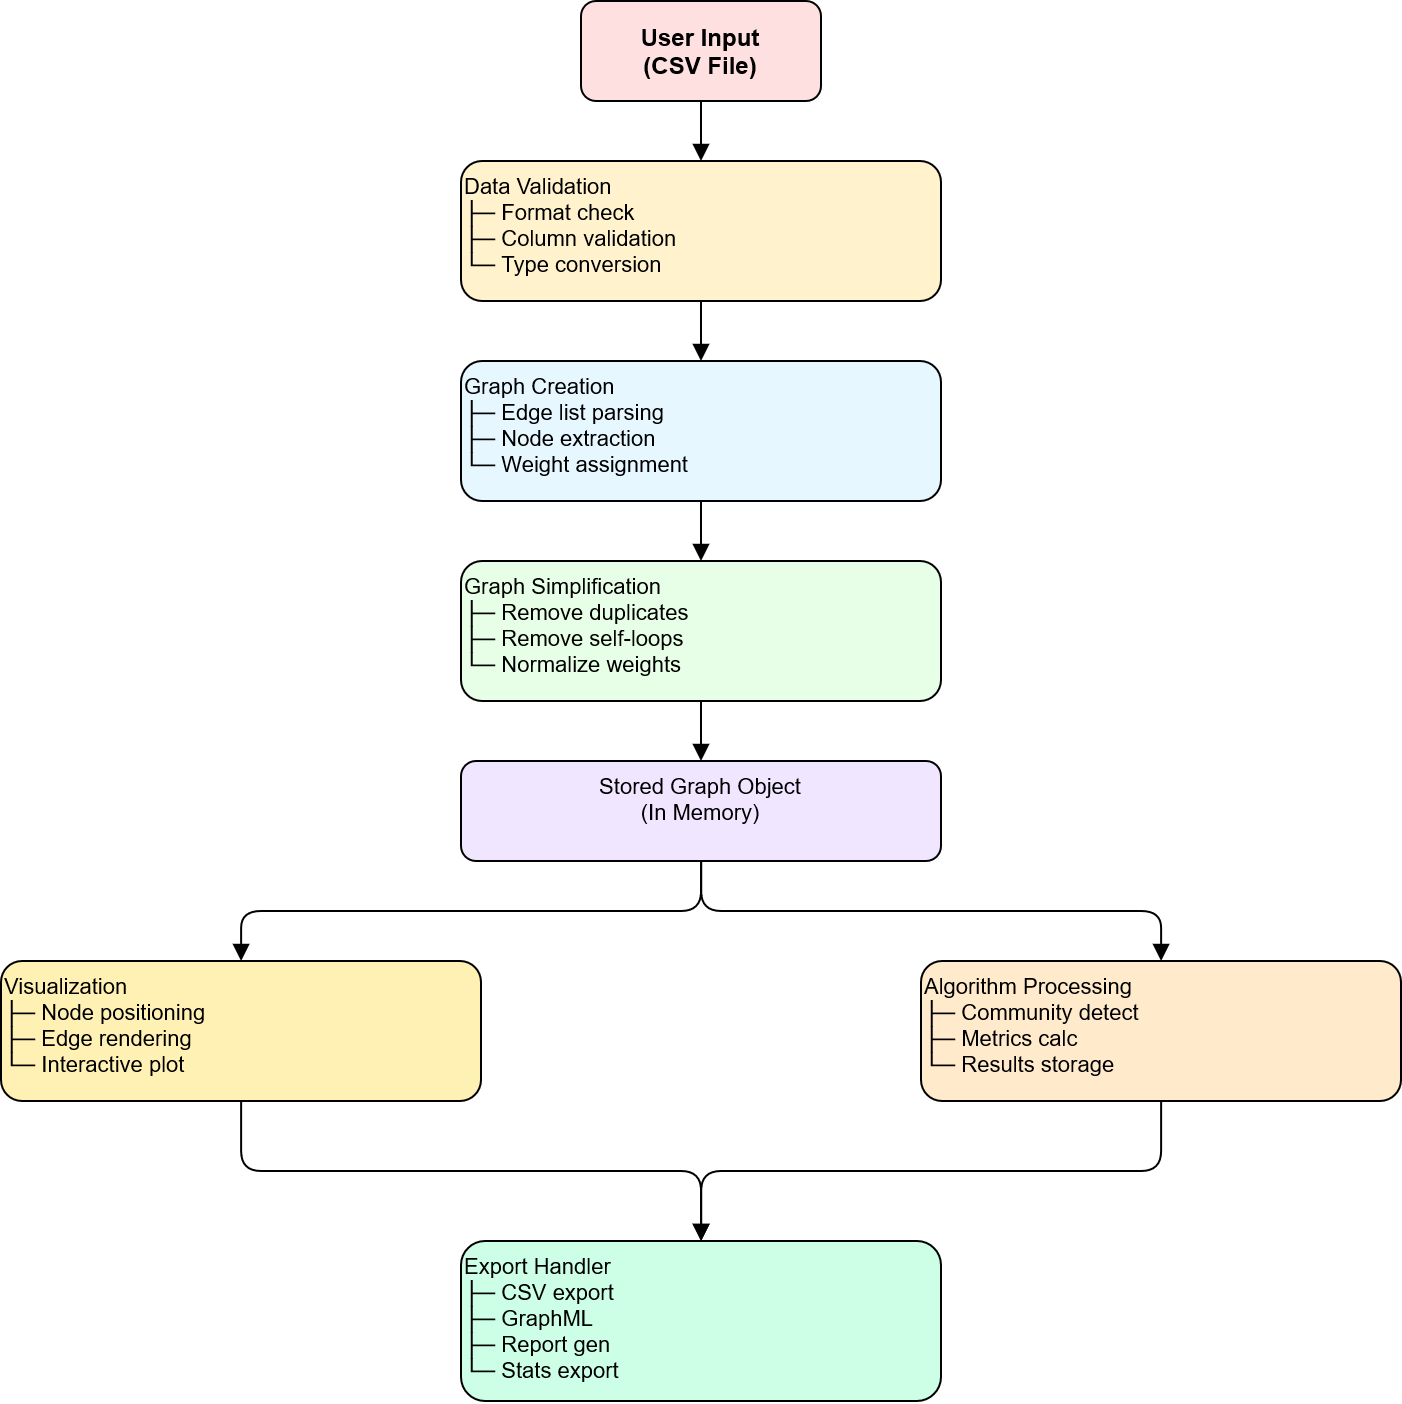 User Input
(CSV File)
Data Validation
├─ Format check
├─ Column validation
└─ Type conversion
Graph Creation
├─ Edge list parsing
├─ Node extraction
└─ Weight assignment
Graph Simplification
├─ Remove duplicates
├─ Remove self-loops
└─ Normalize weights
Stored Graph Object
(In Memory)
Visualization
├─ Node positioning
├─ Edge rendering
└─ Interactive plot
Algorithm Processing
├─ Community detect
├─ Metrics calc
└─ Results storage
Export Handler
├─ CSV export
├─ GraphML
├─ Report gen
└─ Stats export